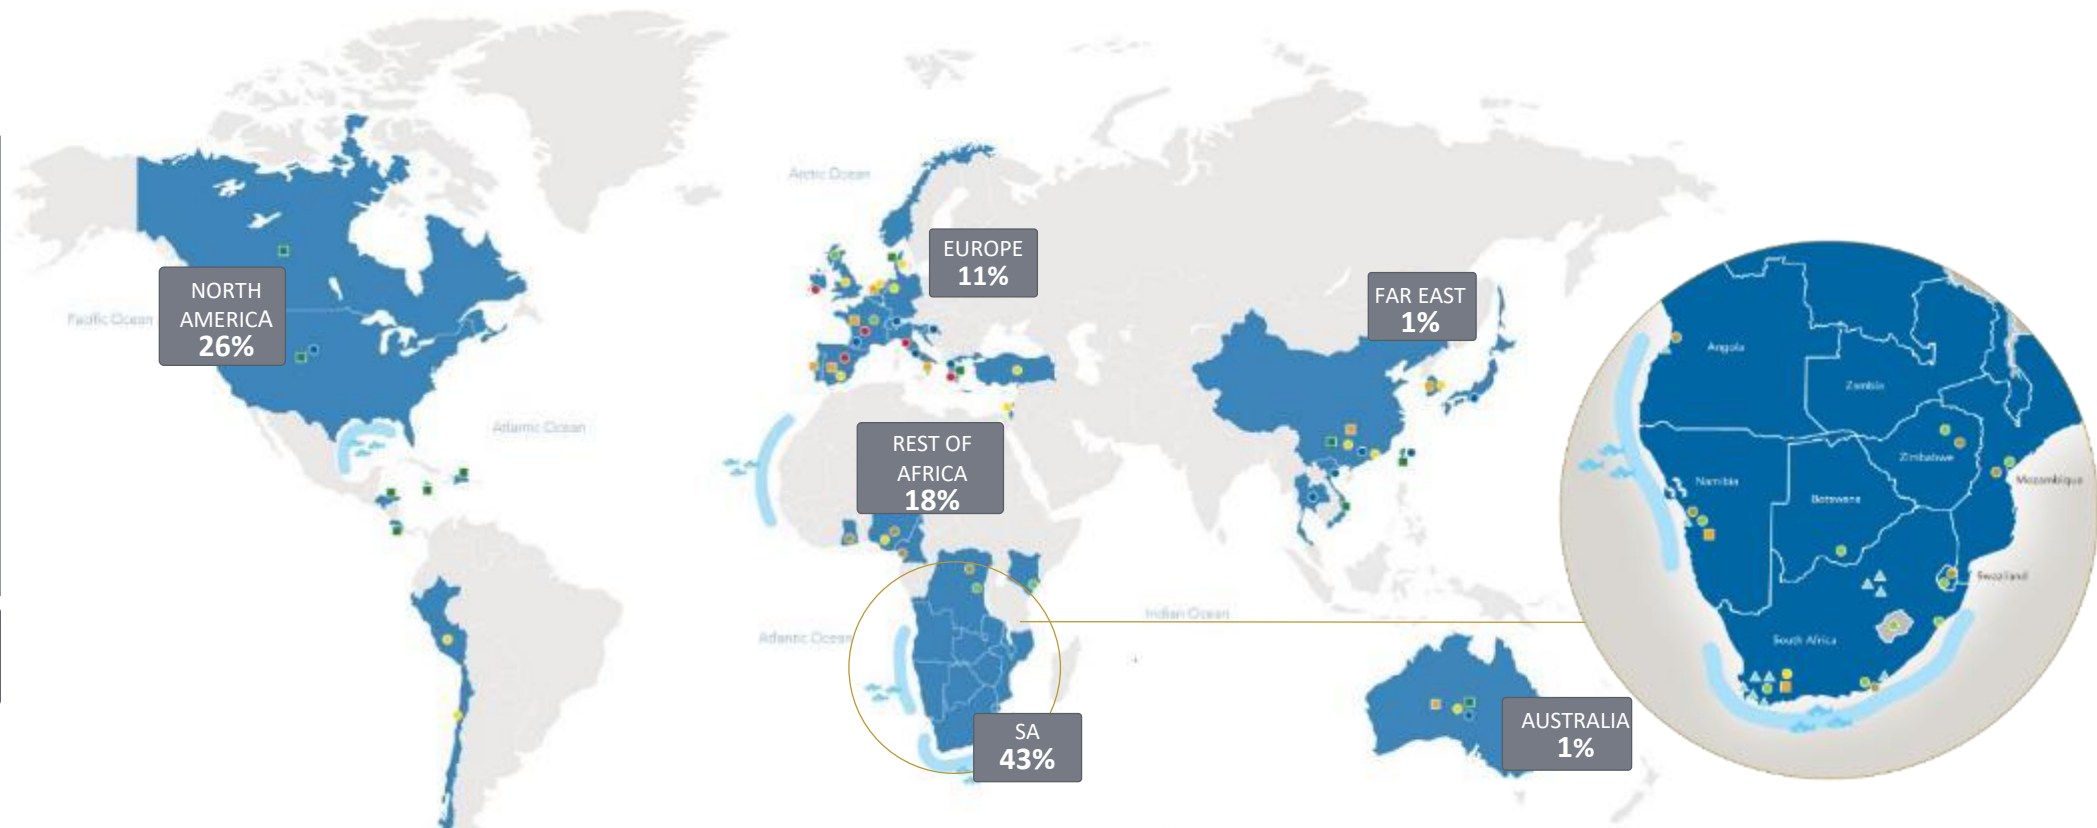 Arctic Ocean
EUROPE
11%
NORTH
AMERICA
26%
Pacific Ocean
FAR EAST
1%
Atlantic Ocean
REST OF
AFRICA
18%
Angola
Zambia
Zimbabwe
Namibia
Botswana
Mozambique
Swaziland
South Africa
Indian Ocean
Atlantic Ocean
SA
43%
AUSTRALIA
1%